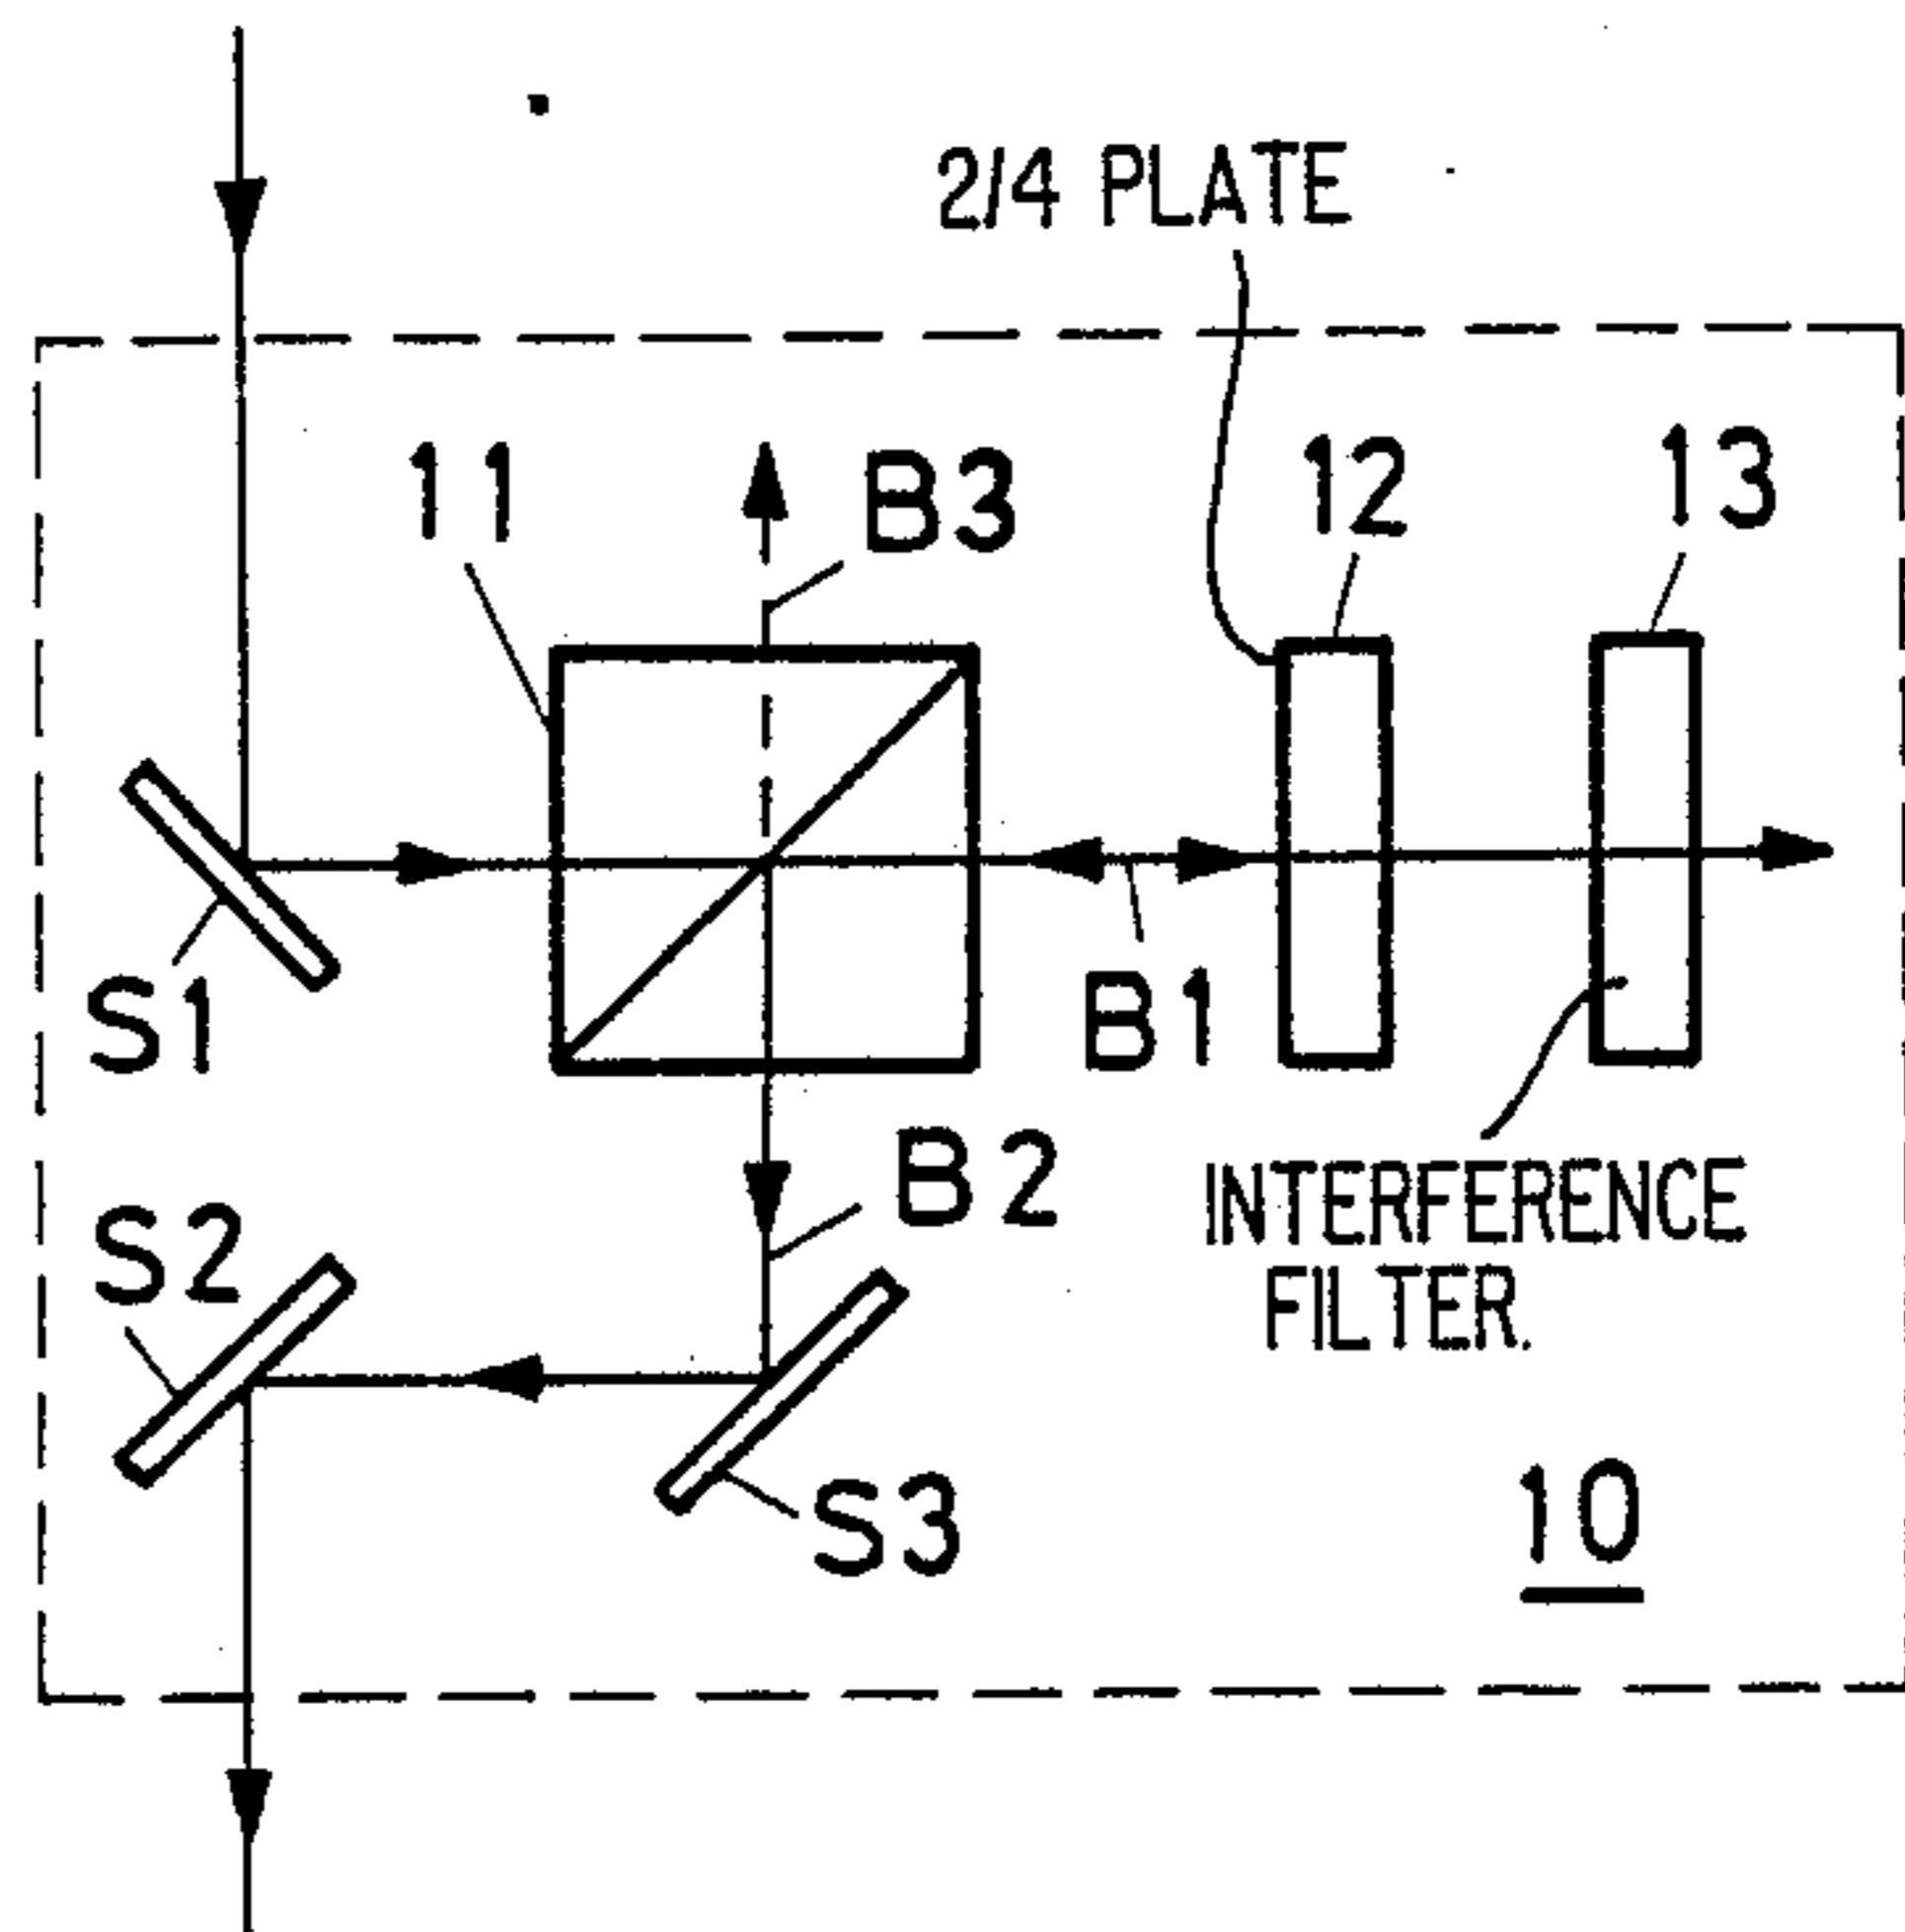 2/4 PLATE
11
B3
12
13
S1
B1
B2
S2
INTERFERENCE
FILTER.
S3
10